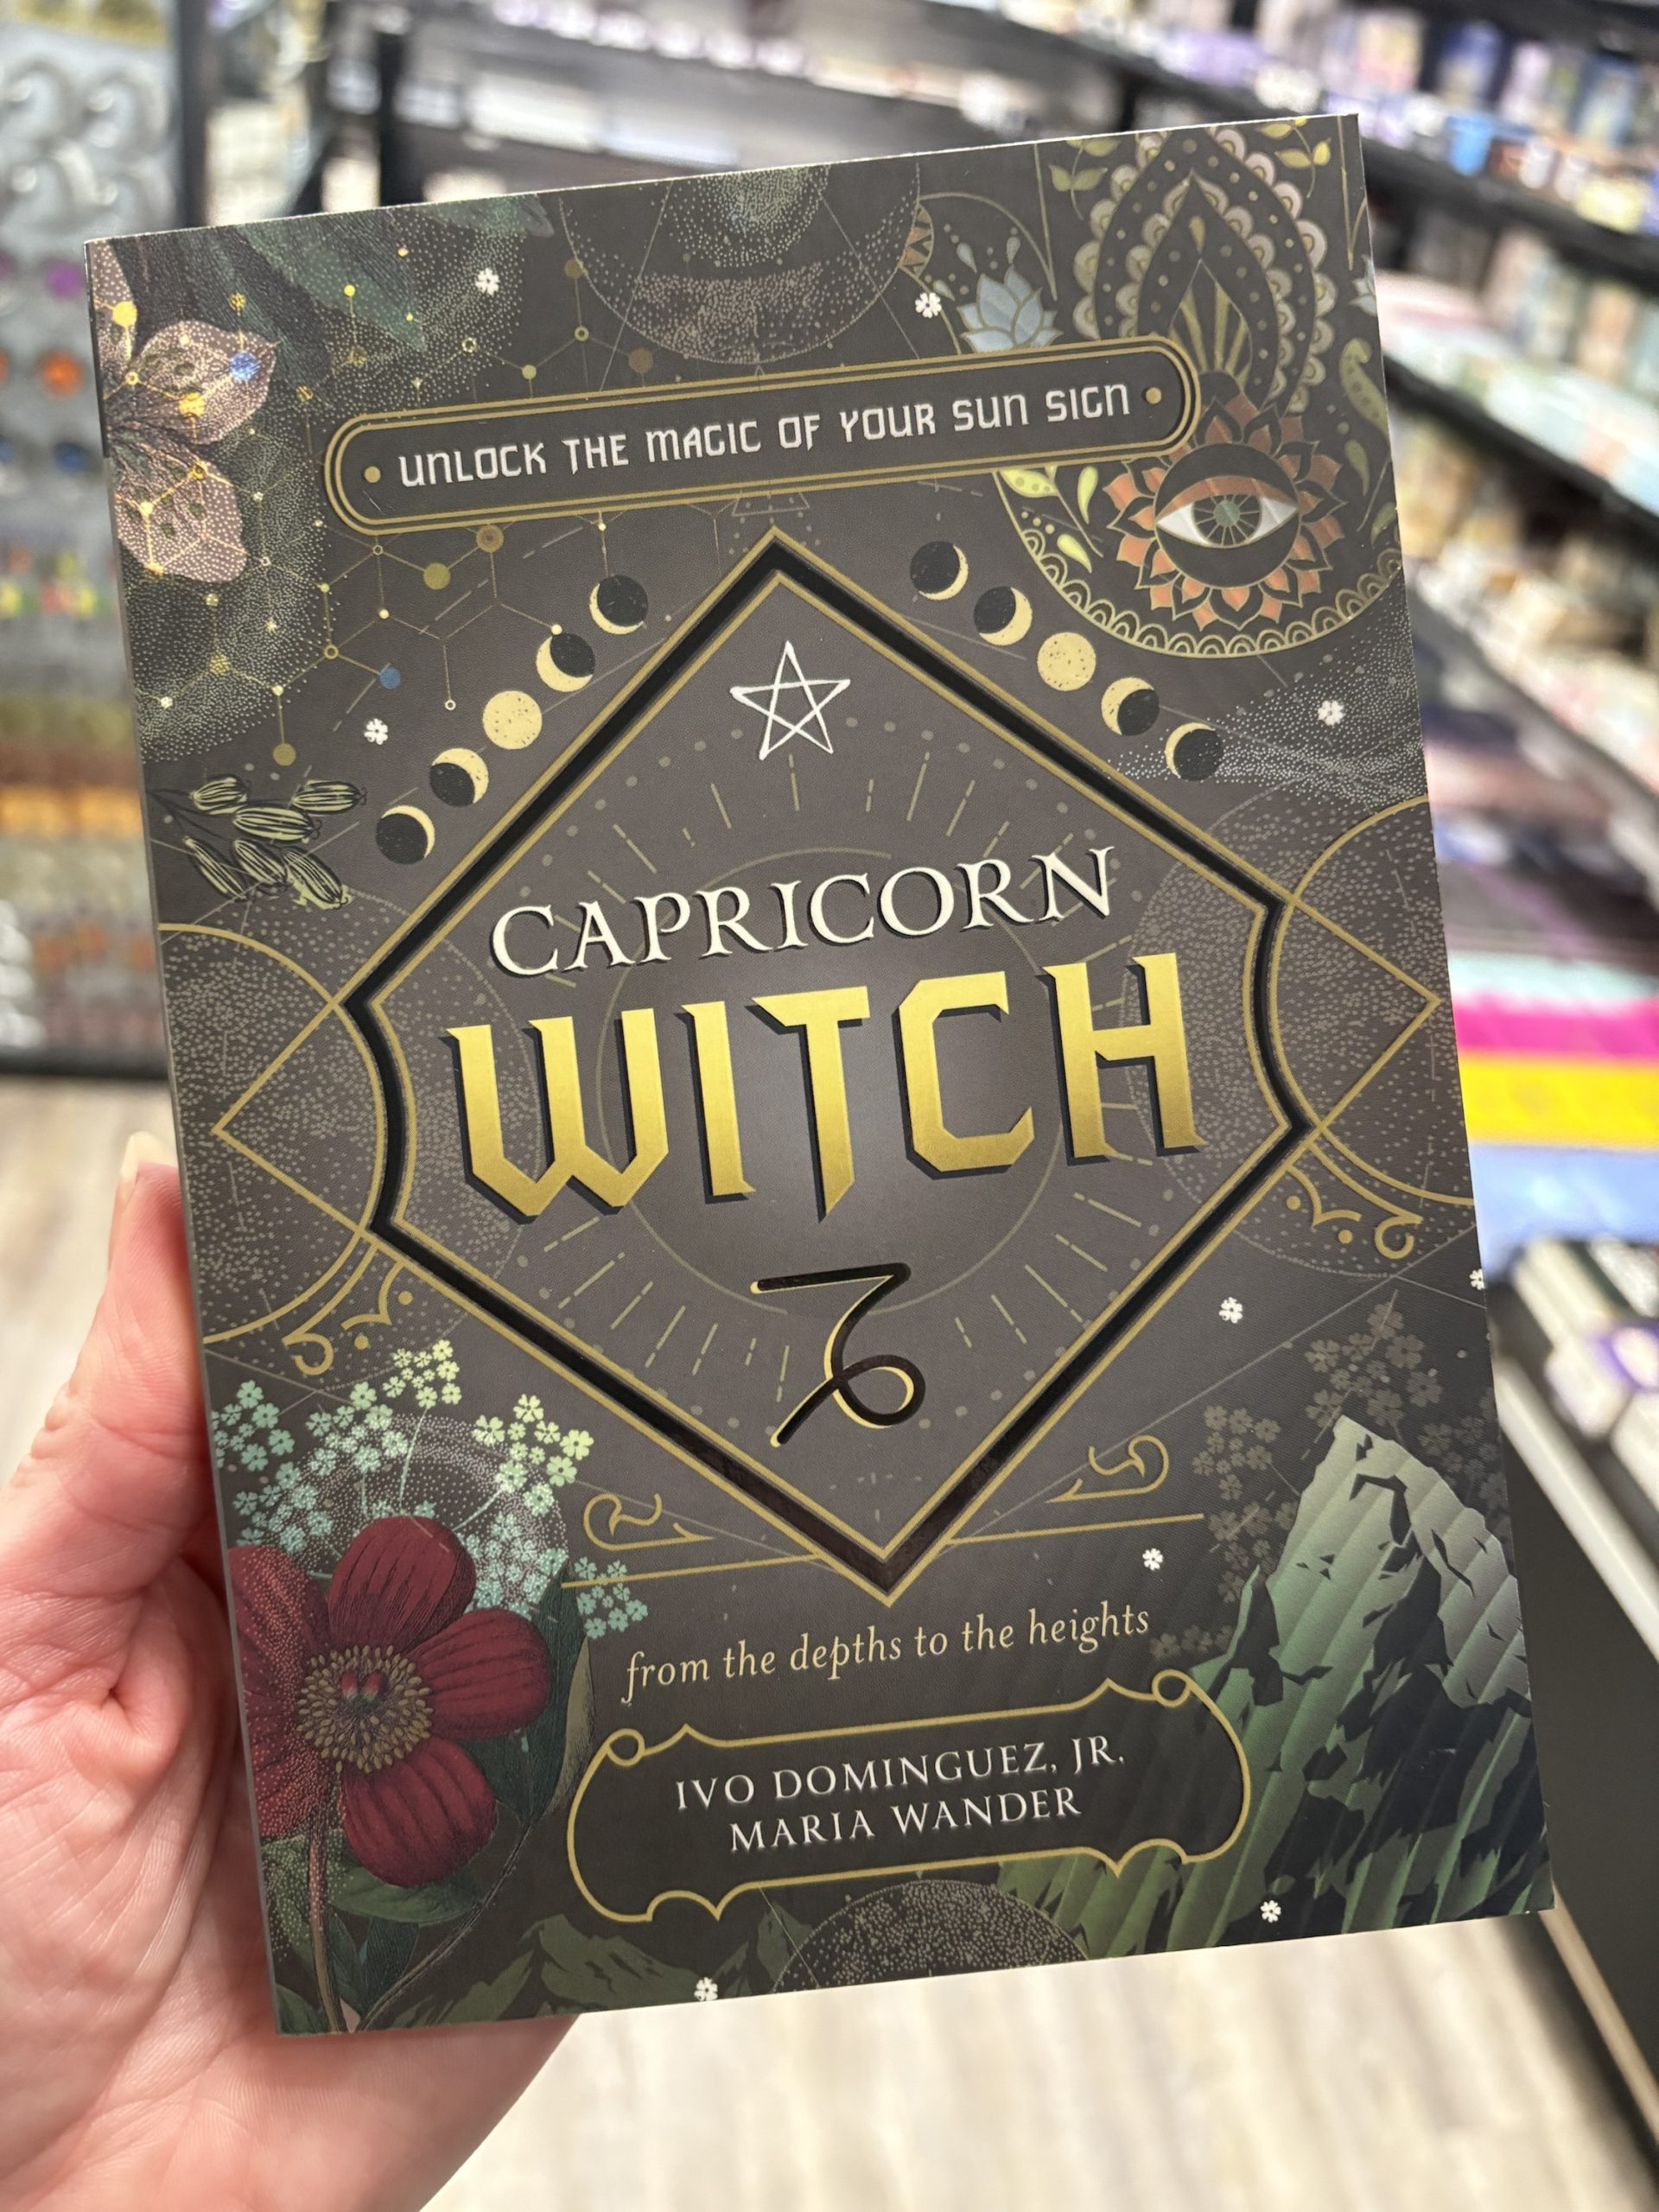 UNLOCK THE MAGIC OF YOUR SUN SIGN
CAPRICORN
WITCH
from the depths to the heights
IVO DOMINGUEZ, JR.
MARIA WANDER